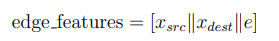 edge_features = [x_{src}∥x_{dest}∥e]